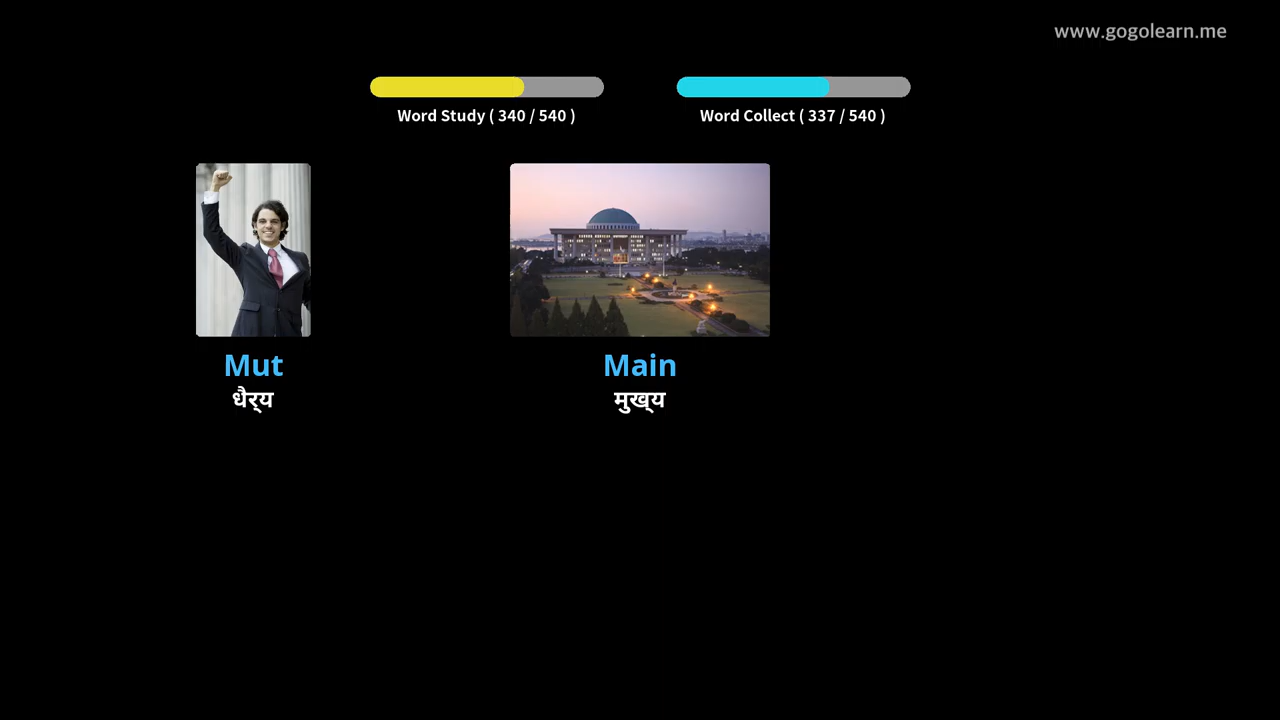 www.gogolearn.me
Word Study ( 340 / 540 )
Word Collect ( 337 / 540 )
Mut
धैर्‍य
Main
मुख्‍य